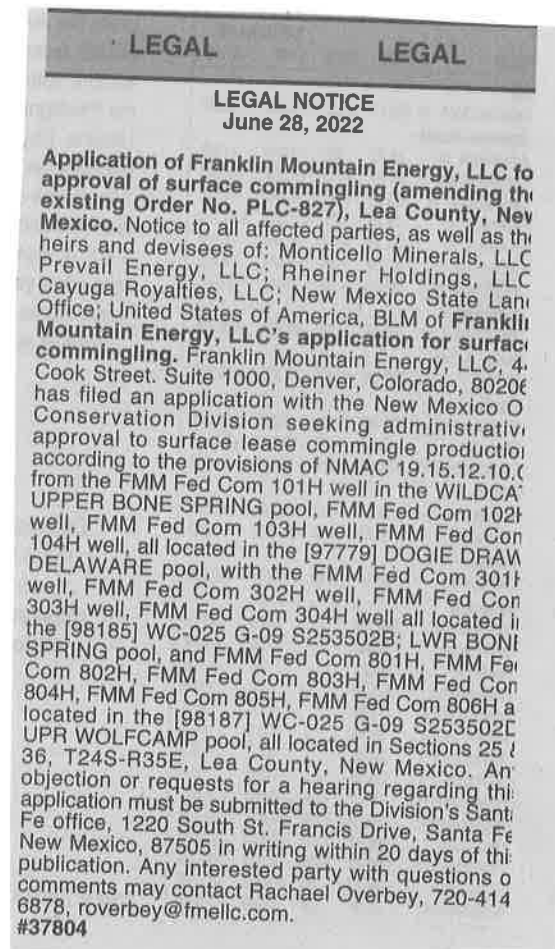 LEGAL LEGAL
LEGAL NOTICE
June 28, 2022
Application of Franklin Mountain Energy, LLC fo
approval of surface commingling (amending the
existing Order No. PLC-827), Lea County, New
Mexico. Notice to all affected parties, as well as the
heirs and devisees of: Monticello Minerals, LLC
Prevail Energy, LLC; Rheiner Holdings, LLC
Cayuga Royalties, LLC; New Mexico State Lan
Office; United States of America, BLM of Franklin
Mountain Energy, LLC's application for surfac
commingling. Franklin Mountain Energy, LLC, 4
Cook Street. Suite 1000, Denver, Colorado, 80206
has filed an application with the New Mexico O
Conservation Division seeking administrativ
approval to surface lease commingle production
according to the provisions of NMAC 19.15.12.10.C
from the FMM Fed Com 101H well in the WILDCA
UPPER BONE SPRING pool, FMM Fed Com 102H
well, FMM Fed Com 103H well, FMM Fed Com
104H well, all located in the [97779] DOGIE DRAW
DELAWARE pool, with the FMM Fed Com 301H
well, FMM Fed Com 302H well, FMM Fed Com
303H well, FMM Fed Com 304H well all located i
the [98185] WC-025 G-09 S253502B; LWR BONE
SPRING pool, and FMM Fed Com 801H, FMM Fe
Com 802H, FMM Fed Com 803H, FMM Fed Com
804H, FMM Fed Com 805H, FMM Fed Com 806H a
located in the [98187] WC-025 G-09 S253502D
UPR WOLFCAMP pool, all located in Sections 25 &
36, T24S-R35E, Lea County, New Mexico. An
objection or requests for a hearing regarding thi
application must be submitted to the Division's Sant
Fe office, 1220 South St. Francis Drive, Santa Fe
New Mexico, 87505 in writing within 20 days of thi
publication. Any interested party with questions o
comments may contact Rachael Overbey, 720-414
6878, roverbey@fmellc.com.
#37804